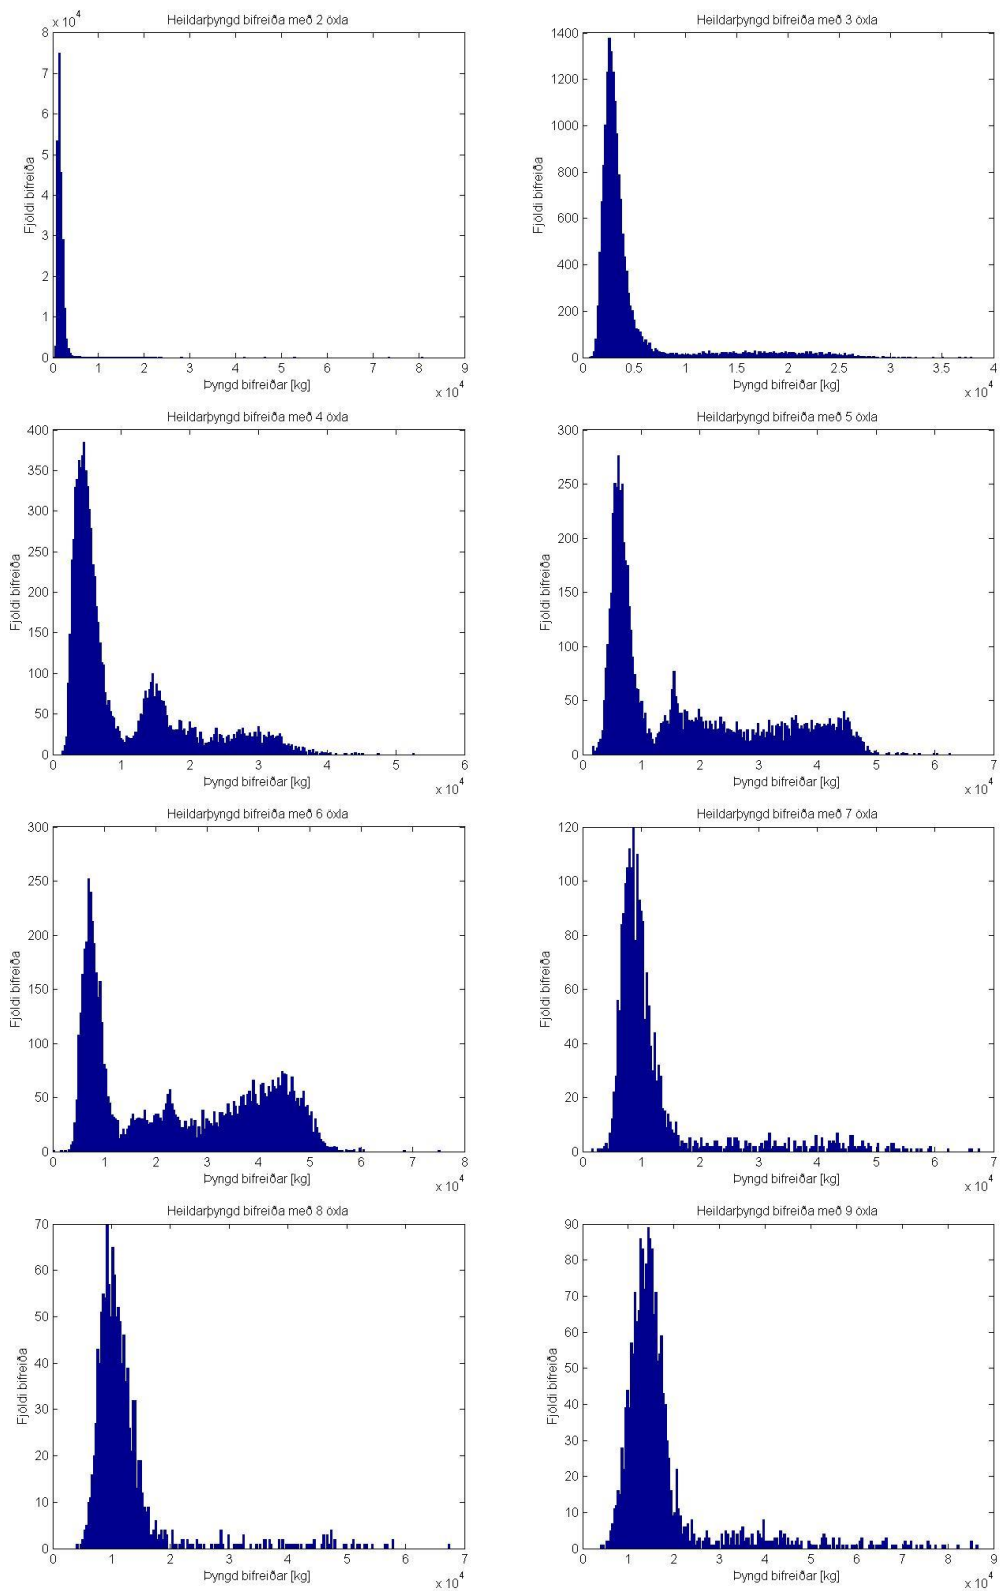 Heildarþyngd bifreiða með 2 öxla
x 10^4
8
7
6
5
4
3
2
1
0
Fjöldi bifreiða
0 1 2 3 4 5 6 7 8 9
x 10^4
Þyngd bifreiðar [kg]
Heildarþyngd bifreiða með 3 öxla
1400
1200
1000
800
600
400
200
0
Fjöldi bifreiða
0 0.5 1 1.5 2 2.5 3 3.5 4
x 10^4
Þyngd bifreiðar [kg]
Heildarþyngd bifreiða með 4 öxla
400
350
300
250
200
150
100
50
0
Fjöldi bifreiða
0 1 2 3 4 5 6
x 10^4
Þyngd bifreiðar [kg]
Heildarþyngd bifreiða með 5 öxla
300
250
200
150
100
50
0
Fjöldi bifreiða
0 1 2 3 4 5 6 7
x 10^4
Þyngd bifreiðar [kg]
Heildarþyngd bifreiða með 6 öxla
300
250
200
150
100
50
0
Fjöldi bifreiða
0 1 2 3 4 5 6 7 8
x 10^4
Þyngd bifreiðar [kg]
Heildarþyngd bifreiða með 7 öxla
120
100
80
60
40
20
0
Fjöldi bifreiða
0 1 2 3 4 5 6 7
x 10^4
Þyngd bifreiðar [kg]
Heildarþyngd bifreiða með 8 öxla
70
60
50
40
30
20
10
0
Fjöldi bifreiða
0 1 2 3 4 5 6 7
x 10^4
Þyngd bifreiðar [kg]
Heildarþyngd bifreiða með 9 öxla
90
80
70
60
50
40
30
20
10
0
Fjöldi bifreiða
0 1 2 3 4 5 6 7 8 9
x 10^4
Þyngd bifreiðar [kg]